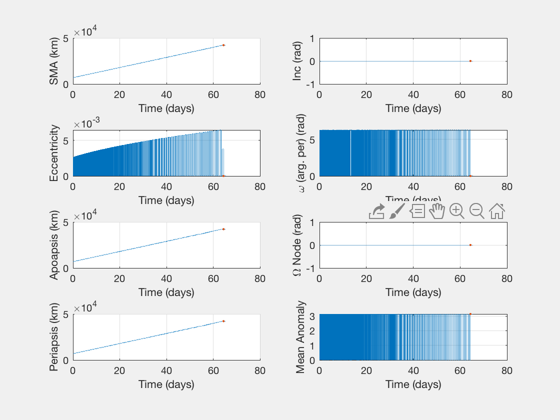 ×10⁴
5
0
SMA (km)
0 20 40 60 80
Time (days)
1
0
-1
Inc (rad)
0 20 40 60 80
Time (days)
×10⁻³
5
0
Eccentricity
0 20 40 60 80
Time (days)
5
0
ω (arg. per) (rad)
0 20 40 60 80
Time (days)
×10⁴
5
0
Apoapsis (km)
0 20 40 60 80
Time (days)
1
0
-1
Ω Node (rad)
0 20 40 60 80
Time (days)
×10⁴
5
0
Periapsis (km)
0 20 40 60 80
Time (days)
3
2
1
0
Mean Anomaly
0 20 40 60 80
Time (days)